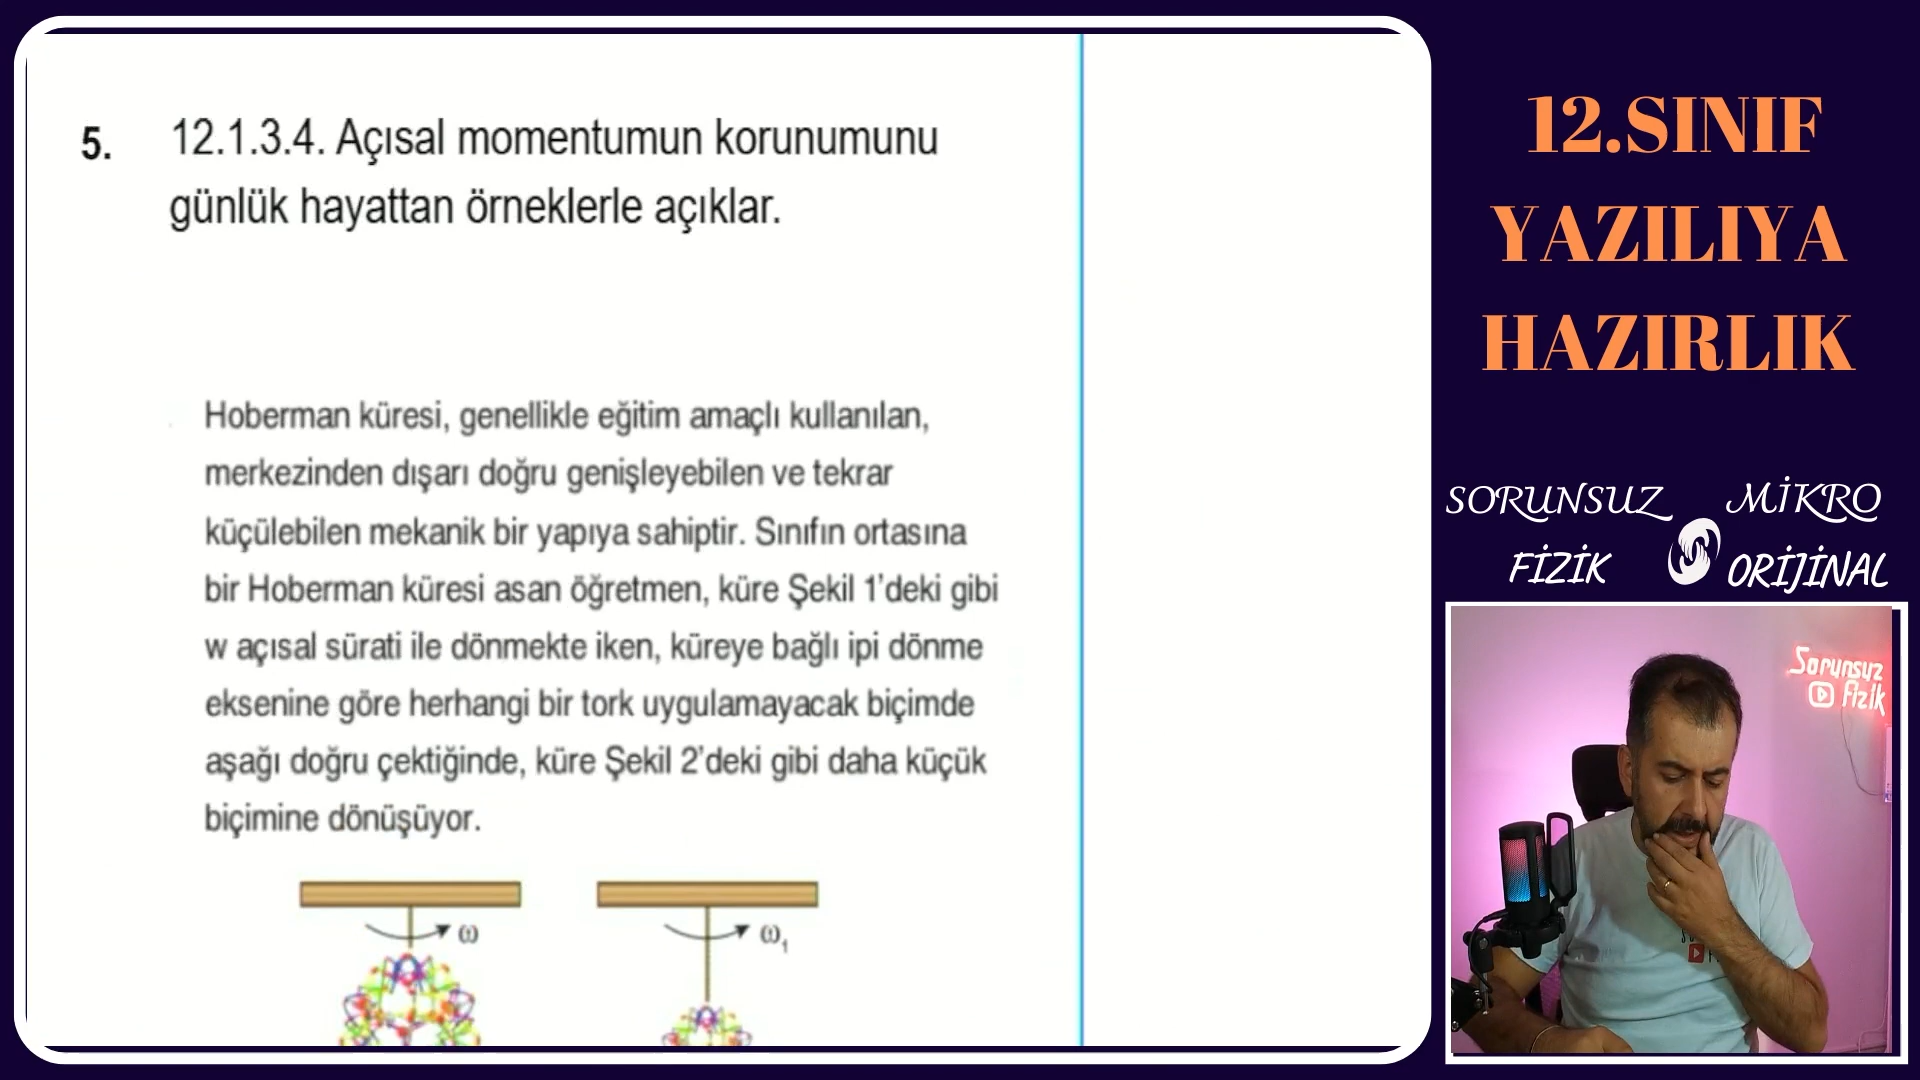 5. 12.1.3.4. Açısal momentumun korunumunu
günlük hayattan örneklerle açıklar.
Hoberman küresi, genellikle eğitim amaçlı kullanılan,
merkezinden dışarı doğru genişleyebilen ve tekrar
küçülebilen mekanik bir yapıya sahiptir. Sınıfın ortasına
bir Hoberman küresi asan öğretmen, küre Şekil 1'deki gibi
w açısal sürati ile dönmekte iken, küreye bağlı ipi dönme
eksenine göre herhangi bir tork uygulamayacak biçimde
aşağı doğru çektiğinde, küre Şekil 2'deki gibi daha küçük
biçimine dönüşüyor.
ω
ω₁
12.SINIF
YAZILIYA
HAZIRLIK
SORUNSUZ
FİZİK
MİKRO
ORİJİNAL
Sorunsuz
fizik